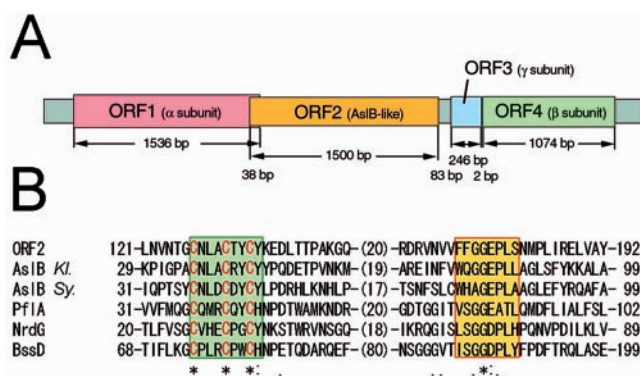 A
ORF3 (γ subunit)
ORF1 (α subunit)
ORF2 (AslB-like)
ORF4 (β subunit)
1536 bp
1500 bp
246 bp
1074 bp
38 bp
83 bp
2 bp
B
ORF2 121-LNVNTGCNLACTYCYKEDLTTPAKGQ-(20)-RDRVNVVFFGGEPLSNMPLIRELVAY-192
AslB Kl. 29-KPIGPACNLACRYCYYPQDETPVNKM-(19)-AREINFVWQGGEPLLAGLSFYKKALA-99
AslB Sy. 31-IQPTSYCNLDCDYCYLPDRHLKNHLP-(17)-TSNFSLCWHAGEPLAAGLREFYQAFA-99
PflA 31-VVFMQGCQMRCQYCHNPDTWAMKNDR-(20)-GDTGGITVSGGEATLQMDFLIALFSL-102
NrdG 20-TLFVSGCVHECPGCYNKSTWRVNSGQ-(18)-IKRQGISLSGGDPLHPQNVPDILKLV-89
BssD 68-TIFLKGCPLRCPWCHNPETQDARQEF-(80)-NSGGGVTISGGDPLYFPDFTRQLASE-199
* * *: . .. . *: .